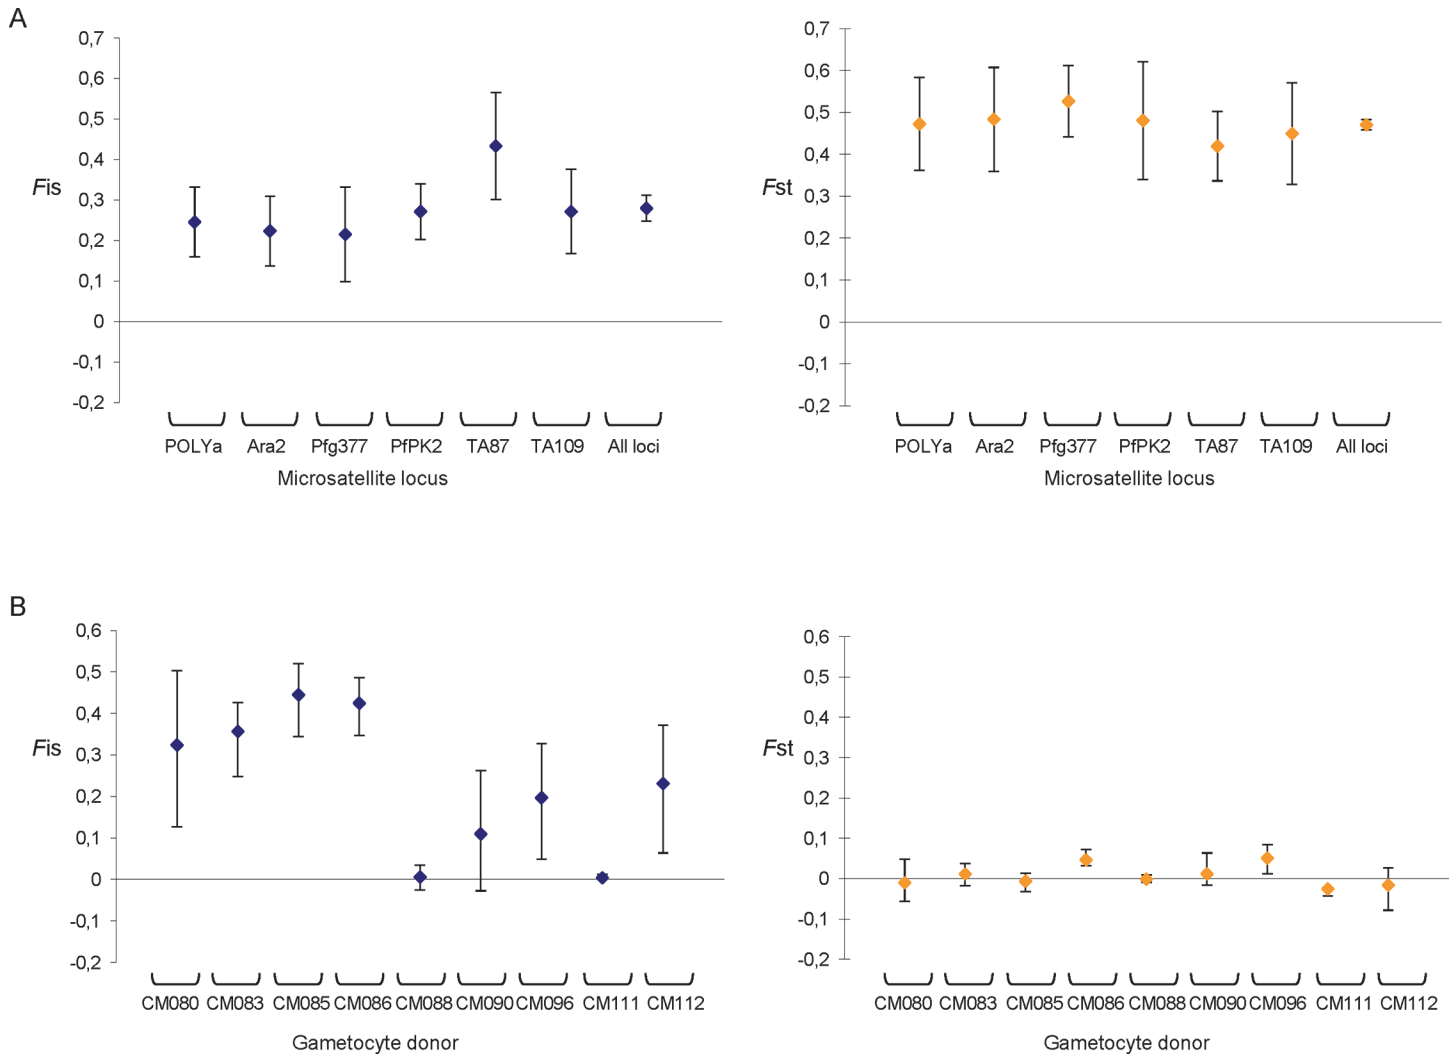 A
0,7
0,6
0,5
0,4
0,3
0,2
0,1
0
-0,1
-0,2
Fis
POLYa Ara2 Pfg377 PfPK2 TA87 TA109 All loci
Microsatellite locus
0,7
0,6
0,5
0,4
0,3
0,2
0,1
0
-0,1
-0,2
Fst
POLYa Ara2 Pfg377 PfPK2 TA87 TA109 All loci
Microsatellite locus
B
0,6
0,5
0,4
0,3
0,2
0,1
0
-0,1
-0,2
Fis
CM080 CM083 CM085 CM086 CM088 CM090 CM096 CM111 CM112
Gametocyte donor
0,6
0,5
0,4
0,3
0,2
0,1
0
-0,1
-0,2
Fst
CM080 CM083 CM085 CM086 CM088 CM090 CM096 CM111 CM112
Gametocyte donor